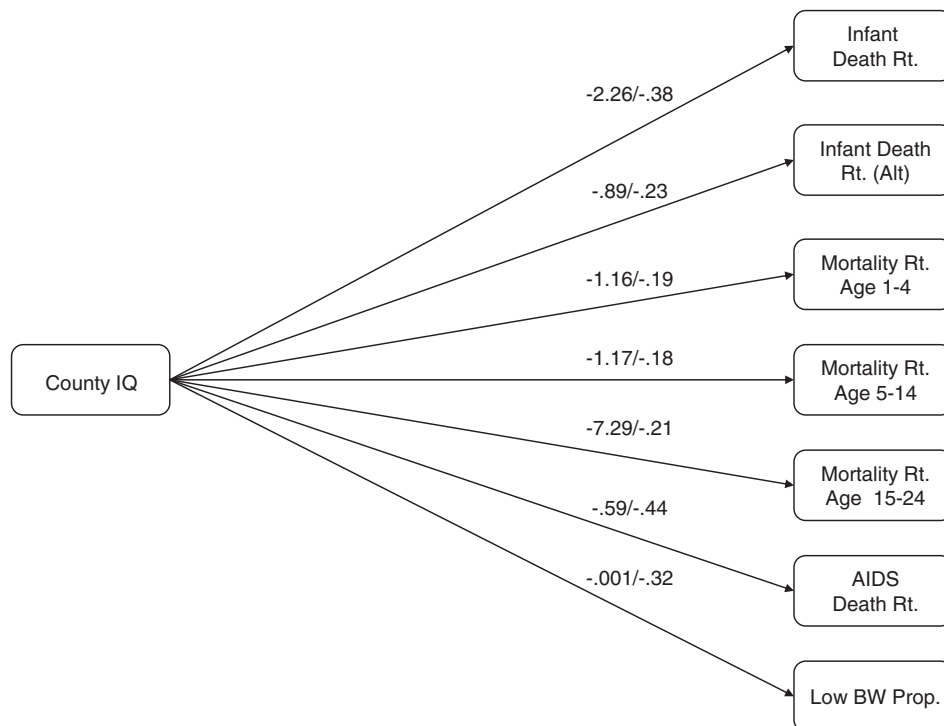 Infant
Death Rt.
-2.26/-.38
Infant Death
Rt. (Alt)
-.89/-.23
Mortality Rt.
Age 1-4
-1.16/-.19
County IQ
-1.17/-.18
Mortality Rt.
Age 5-14
-7.29/-.21
Mortality Rt.
Age 15-24
-.59/-.44
AIDS
Death Rt.
-.001/-.32
Low BW Prop.